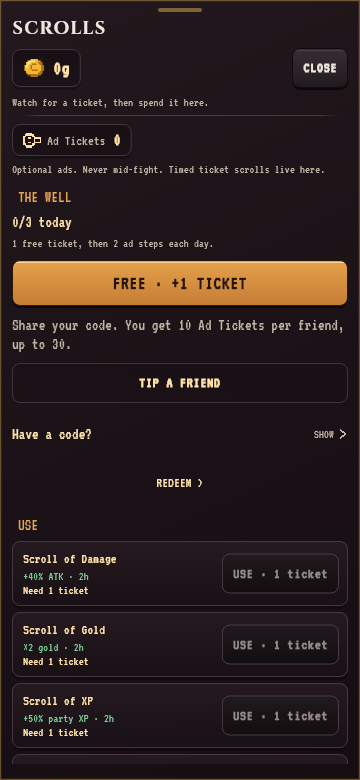 SCROLLS
0g
CLOSE
Watch for a ticket, then spend it here.
Ad Tickets 0
Optional ads. Never mid-fight. Timed ticket scrolls live here.
THE WELL
0/3 today
1 free ticket, then 2 ad steps each day.
FREE · +1 TICKET
Share your code. You get 10 Ad Tickets per friend,
up to 30.
TIP A FRIEND
Have a code?
SHOW >
REDEEM >
USE
Scroll of Damage
+40% ATK · 2h
Need 1 ticket
USE · 1 ticket
Scroll of Gold
x2 gold · 2h
Need 1 ticket
USE · 1 ticket
Scroll of XP
+50% party XP · 2h
Need 1 ticket
USE · 1 ticket